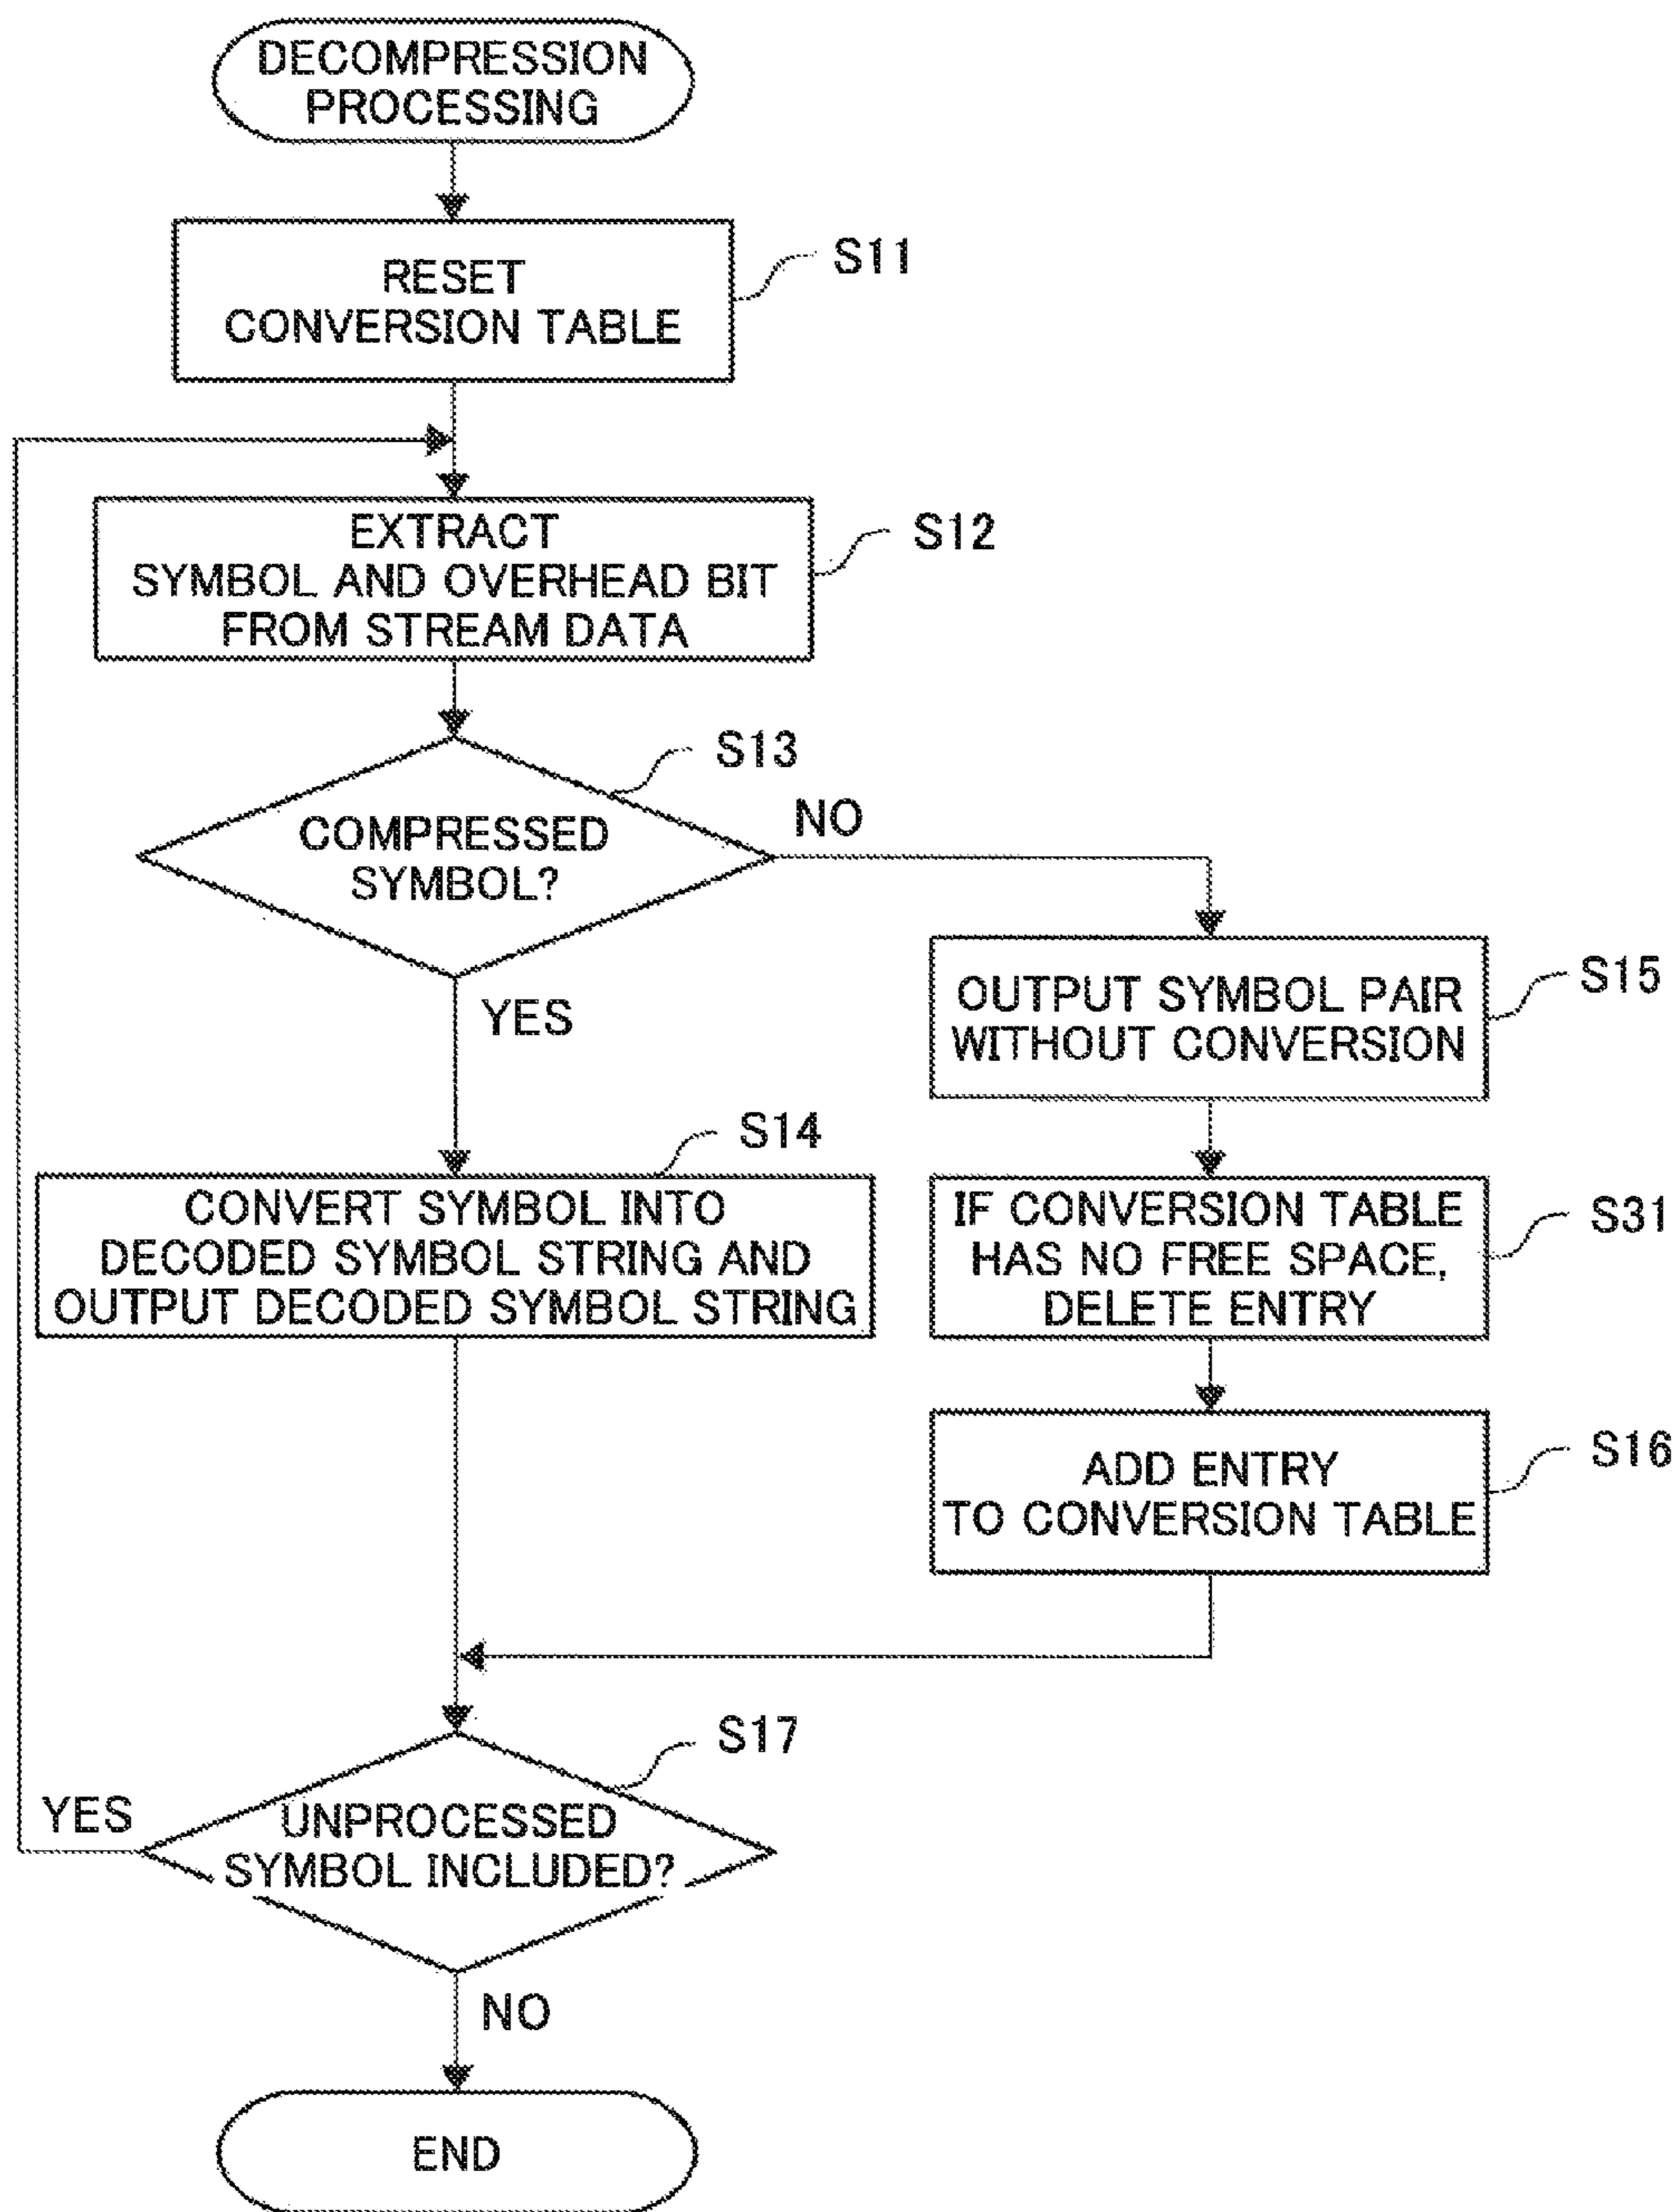 DECOMPRESSION
PROCESSING
S11
RESET
CONVERSION TABLE
S12
EXTRACT
SYMBOL AND OVERHEAD BIT
FROM STREAM DATA
S13
COMPRESSED
SYMBOL?
NO
YES
S15
OUTPUT SYMBOL PAIR
WITHOUT CONVERSION
S14
CONVERT SYMBOL INTO
DECODED SYMBOL STRING AND
OUTPUT DECODED SYMBOL STRING
S31
IF CONVERSION TABLE
HAS NO FREE SPACE,
DELETE ENTRY
S16
ADD ENTRY
TO CONVERSION TABLE
S17
UNPROCESSED
SYMBOL INCLUDED?
YES
NO
END